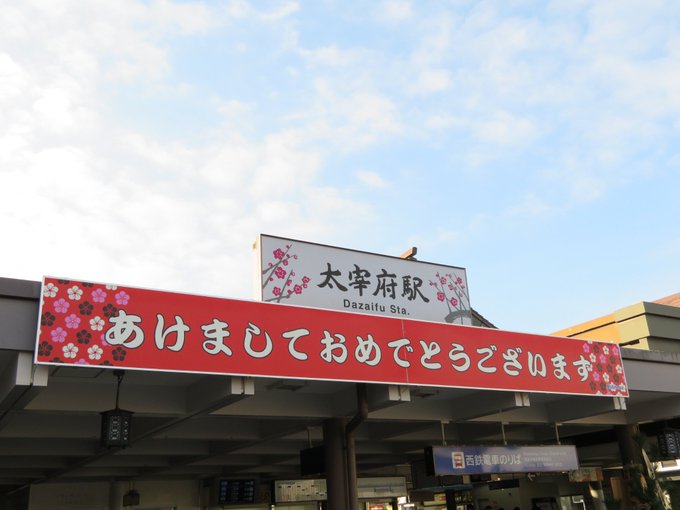 太宰府駅
Dazaifu Sta.
あけましておめでとうございます
西鉄電車のりば